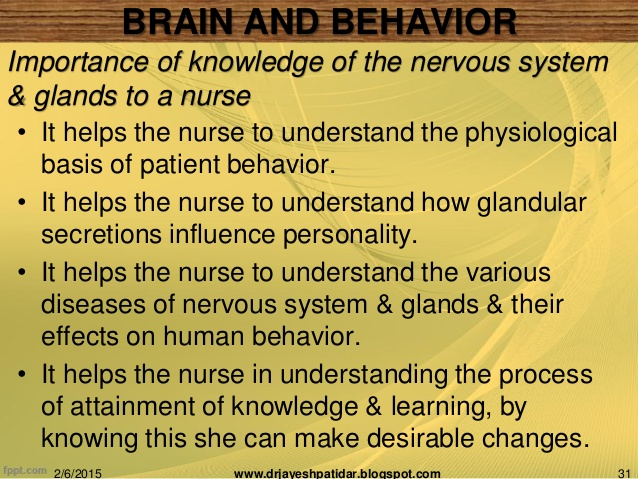 BRAIN AND BEHAVIOR
Importance of knowledge of the nervous system
& glands to a nurse
• It helps the nurse to understand the physiological
basis of patient behavior.
• It helps the nurse to understand how glandular
secretions influence personality.
• It helps the nurse to understand the various
diseases of nervous system & glands & their
effects on human behavior.
• It helps the nurse in understanding the process
of attainment of knowledge & learning, by
knowing this she can make desirable changes.
fppt.com 2/6/2015 www.drjayeshpatidar.blogspot.com 31